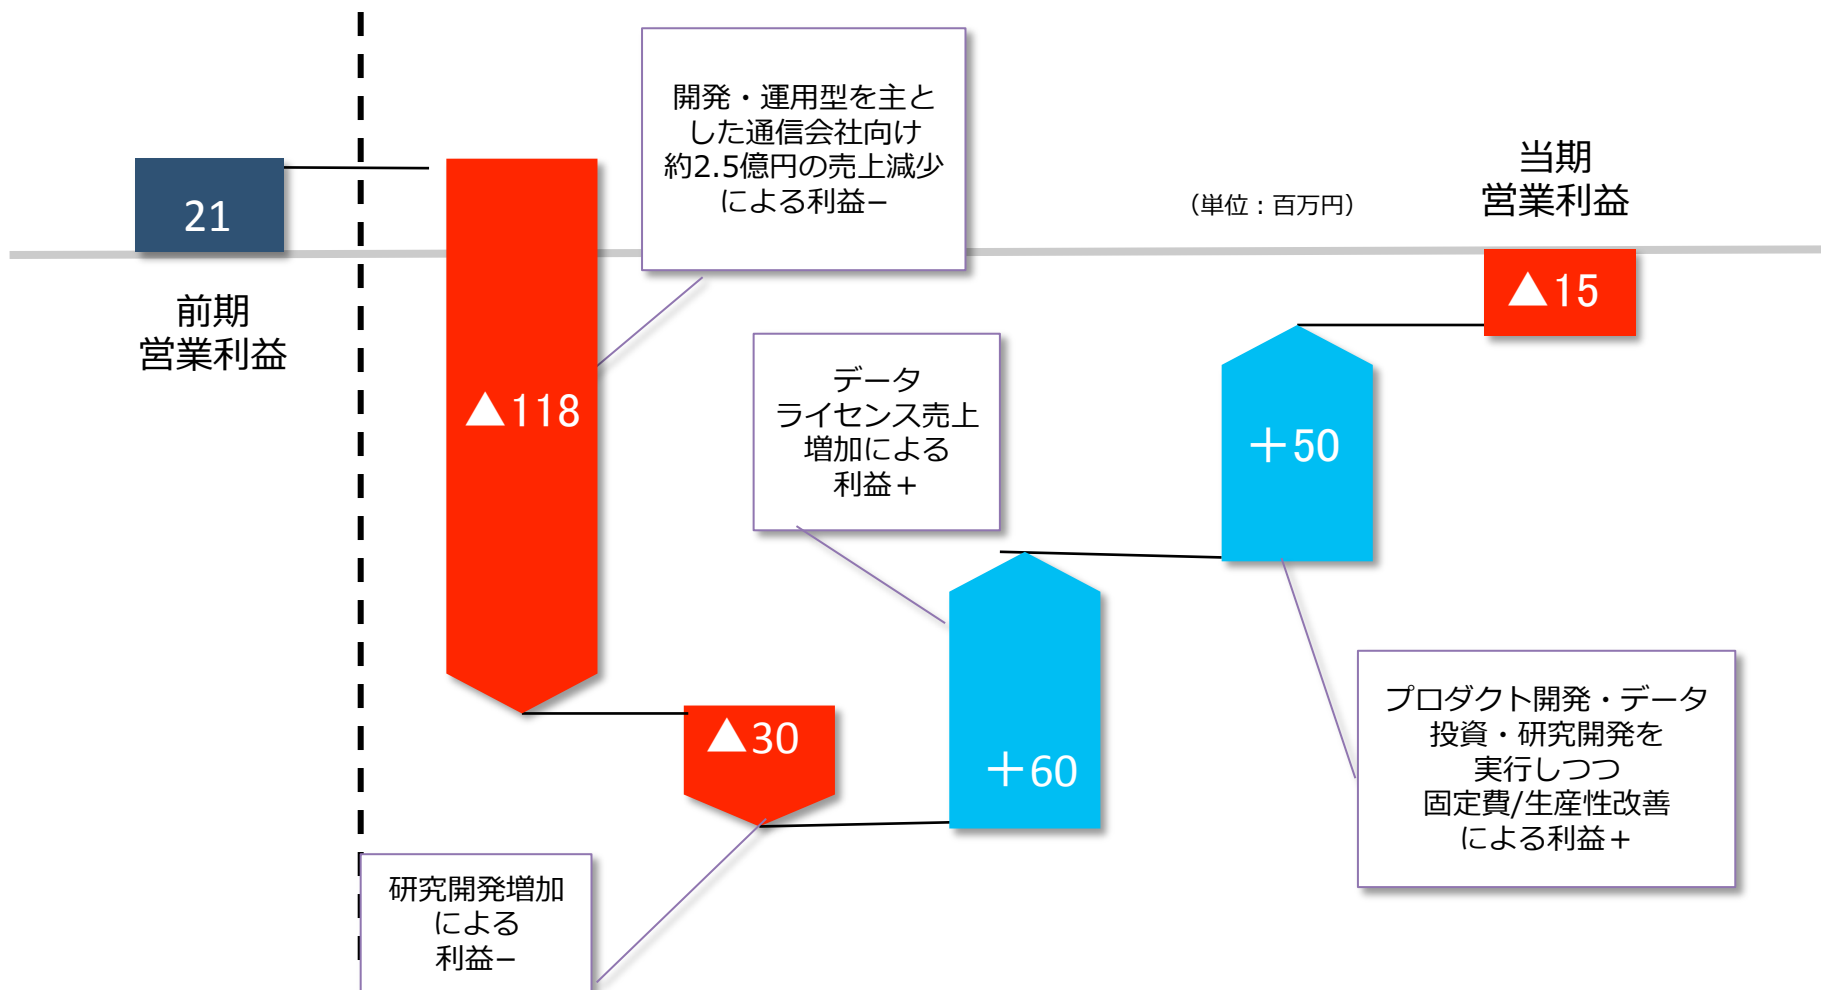 21
前期
営業利益
▲118
開発・運用型を主と
した通信会社向け
約2.5億円の売上減少
による利益−
▲30
研究開発増加
による
利益−
データ
ライセンス売上
増加による
利益＋
＋60
＋50
プロダクト開発・データ
投資・研究開発を
実行しつつ
固定費/生産性改善
による利益＋
（単位：百万円）
当期
営業利益
▲15